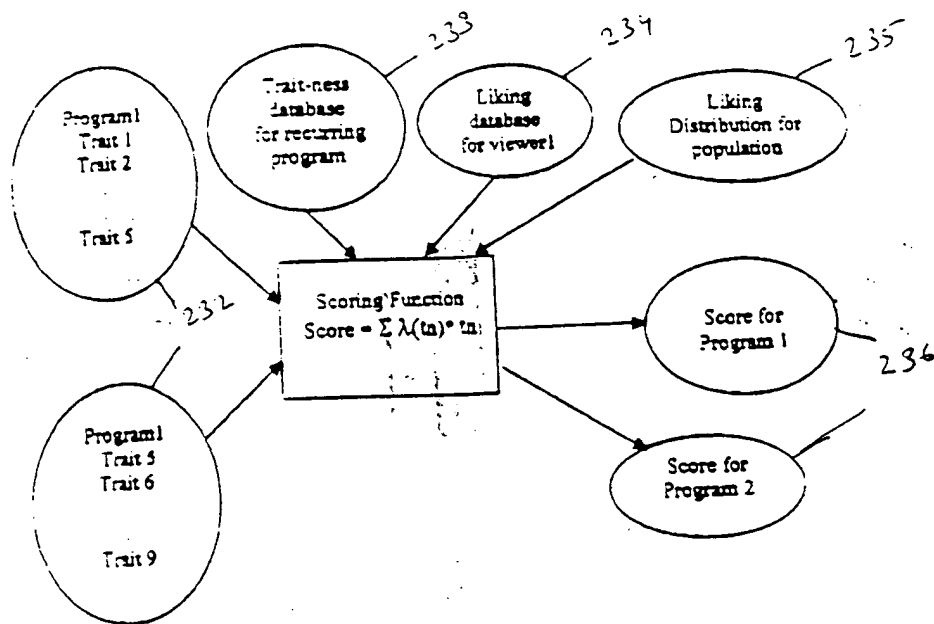 233
234
235
Trait-ness
database
for recurring
program
Liking
database
for viewer1
Liking
Distribution for
population
Program1
Trait 1
Trait 2
Trait 5
232
Scoring Function
Score = Σ λ(tn)* tn
Score for
Program 1
236
Program1
Trait 5
Trait 6
Trait 9
Score for
Program 2